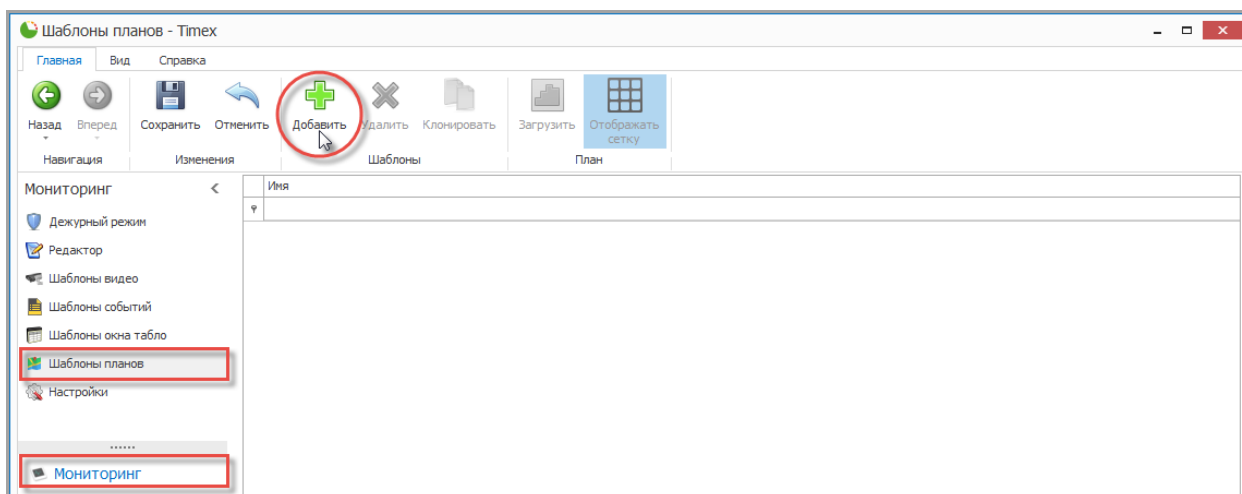 Шаблоны планов - Timex
Главная Вид Справка
Назад Вперед Сохранить Отменить Добавить Удалить Клонировать Загрузить Отображать
сетку
Навигация Изменения Шаблоны План
Мониторинг
Имя
Дежурный режим
Редактор
Шаблоны видео
Шаблоны событий
Шаблоны окна табло
Шаблоны планов
Настройки
Мониторинг